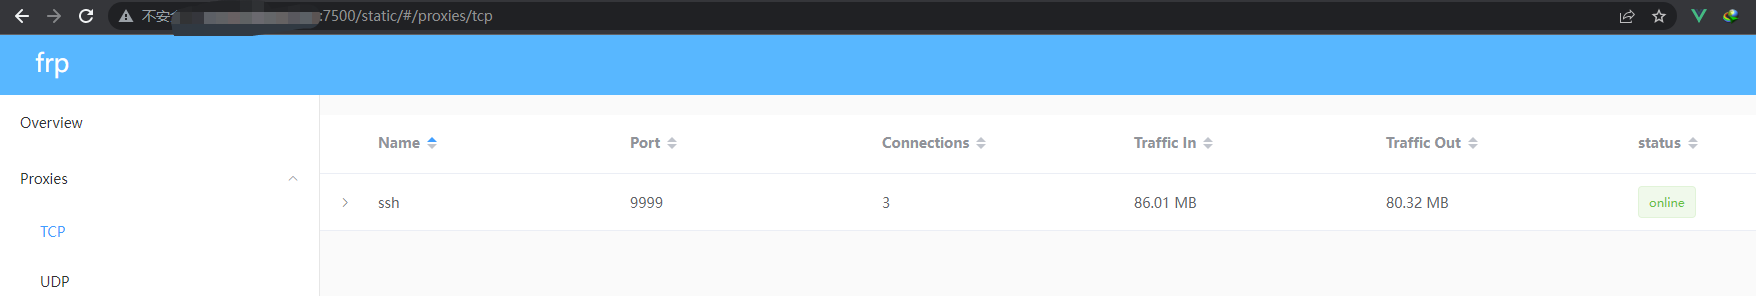 不安全 :7500/static/#/proxies/tcp
frp
Overview
Proxies
TCP
UDP
Name Port Connections Traffic In Traffic Out status
ssh 9999 3 86.01 MB 80.32 MB online